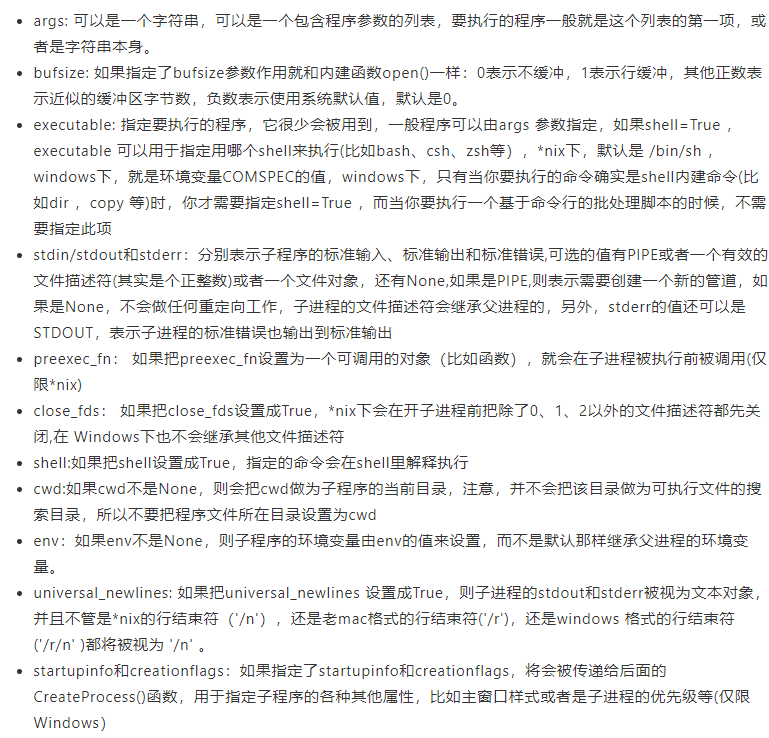 • args: 可以是一个字符串，可以是一个包含程序参数的列表，要执行的程序一般就是这个列表的第一项，或
者是字符串本身。
• bufsize: 如果指定了bufsize参数作用就和内建函数open()一样：0表示不缓冲，1表示行缓冲，其他正数表
示近似的缓冲区字节数，负数表示使用系统默认值，默认是0。
• executable: 指定要执行的程序，它很少会被用到，一般程序可以由args 参数指定，如果shell=True ，
executable 可以用于指定用哪个shell来执行(比如bash、csh、zsh等），*nix下，默认是 /bin/sh ，
windows下，就是环境变量COMSPEC的值，windows下，只有当你要执行的命令确实是shell内建命令(比
如dir ，copy 等)时，你才需要指定shell=True ，而当你要执行一个基于命令行的批处理脚本的时候，不需
要指定此项
• stdin/stdout和stderr：分别表示子程序的标准输入、标准输出和标准错误,可选的值有PIPE或者一个有效的
文件描述符(其实是个正整数)或者一个文件对象，还有None,如果是PIPE,则表示需要创建一个新的管道，如
果是None，不会做任何重定向工作，子进程的文件描述符会继承父进程的，另外，stderr的值还可以是
STDOUT，表示子进程的标准错误也输出到标准输出
• preexec_fn： 如果把preexec_fn设置为一个可调用的对象（比如函数），就会在子进程被执行前被调用(仅
限*nix)
• close_fds： 如果把close_fds设置成True，*nix下会在开子进程前把除了0、1、2以外的文件描述符都先关
闭,在 Windows下也不会继承其他文件描述符
• shell:如果把shell设置成True，指定的命令会在shell里解释执行
• cwd:如果cwd不是None，则会把cwd做为子程序的当前目录，注意，并不会把该目录做为可执行文件的搜
索目录，所以不要把程序文件所在目录设置为cwd
• env：如果env不是None，则子程序的环境变量由env的值来设置，而不是默认那样继承父进程的环境变
量。
• universal_newlines: 如果把universal_newlines 设置成True，则子进程的stdout和stderr被视为文本对象，
并且不管是*nix的行结束符（'/n'），还是老mac格式的行结束符('/r')，还是windows 格式的行结束符
('/r/n' )都将被视为 '/n' 。
• startupinfo和creationflags：如果指定了startupinfo和creationflags，将会被传递给后面的
CreateProcess()函数，用于指定子程序的各种其他属性，比如主窗口样式或者是子进程的优先级等(仅限
Windows)